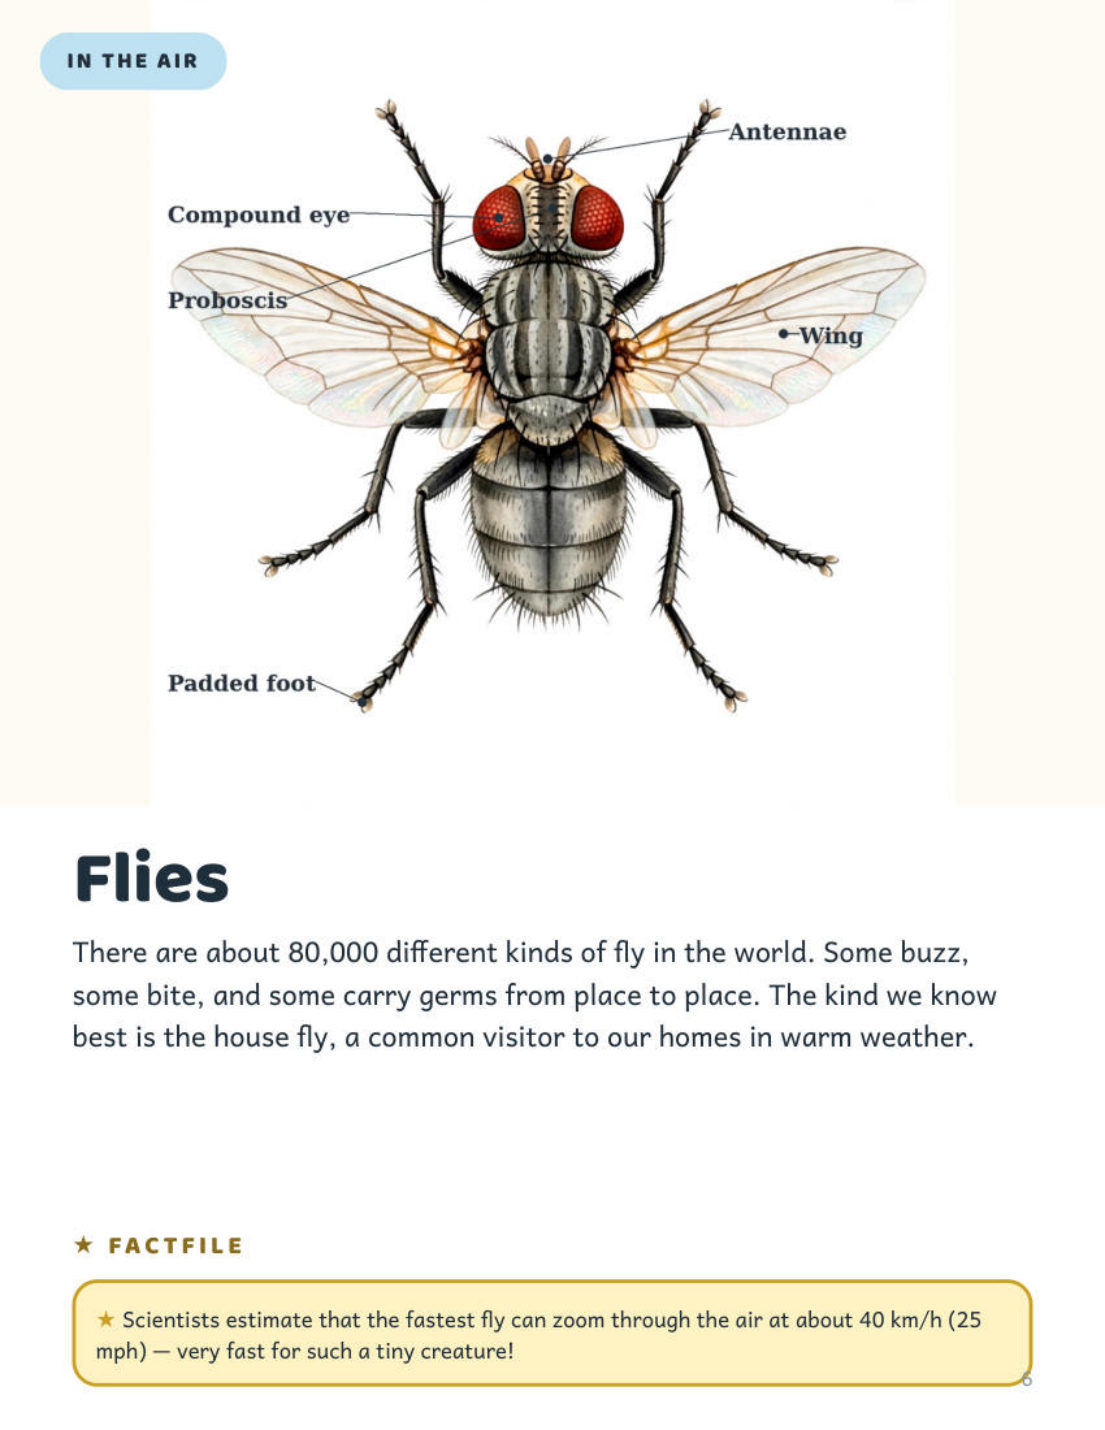 IN THE AIR
Antennae
Compound eye
Proboscis
Wing
Padded foot
Flies
There are about 80,000 different kinds of fly in the world. Some buzz,
some bite, and some carry germs from place to place. The kind we know
best is the house fly, a common visitor to our homes in warm weather.
★ FACTFILE
★ Scientists estimate that the fastest fly can zoom through the air at about 40 km/h (25
mph) — very fast for such a tiny creature!
6